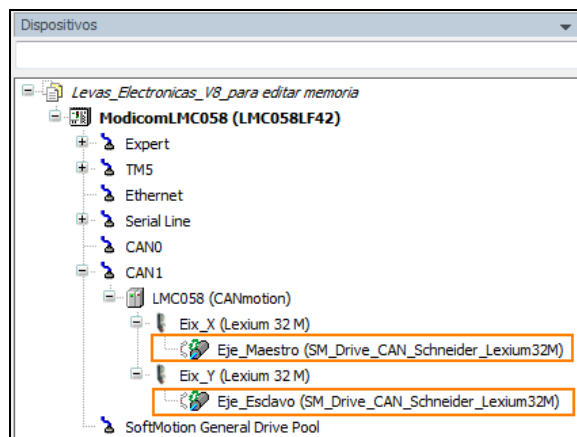 Dispositivos
Levas_Electronicas_V8_para editar memoria
ModicomLMC058 (LMC058LF42)
Expert
TM5
Ethernet
Serial Line
CAN0
CAN1
LMC058 (CANmotion)
Eix_X (Lexium 32 M)
Eje_Maestro (SM_Drive_CAN_Schneider_Lexium32M)
Eix_Y (Lexium 32 M)
Eje_Esclavo (SM_Drive_CAN_Schneider_Lexium32M)
SoftMotion General Drive Pool